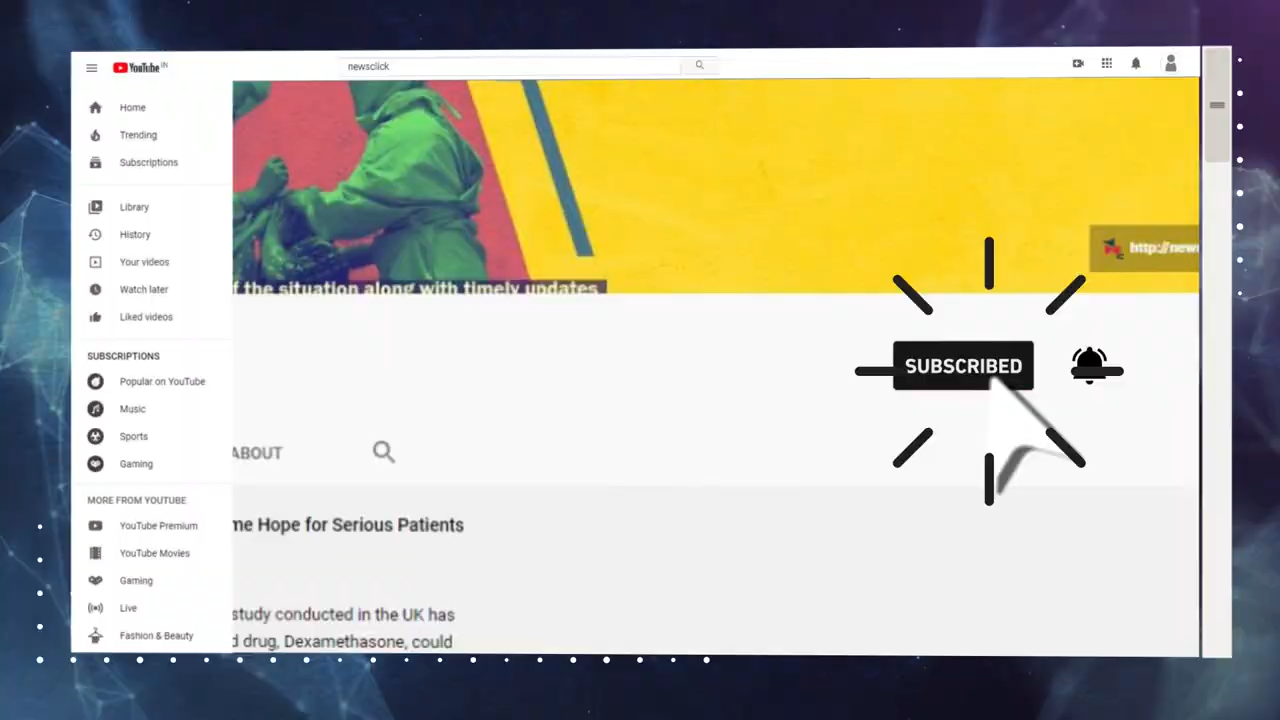 YouTube IN
newsclick
Home
Trending
Subscriptions
Library
History
Your videos
Watch later
Liked videos
SUBSCRIPTIONS
Popular on YouTube
Music
Sports
Gaming
MORE FROM YOUTUBE
YouTube Premium
YouTube Movies
Gaming
Live
Fashion & Beauty
f the situation along with timely updates
http://new
SUBSCRIBED
ABOUT
me Hope for Serious Patients
study conducted in the UK has
d drug, Dexamethasone, could